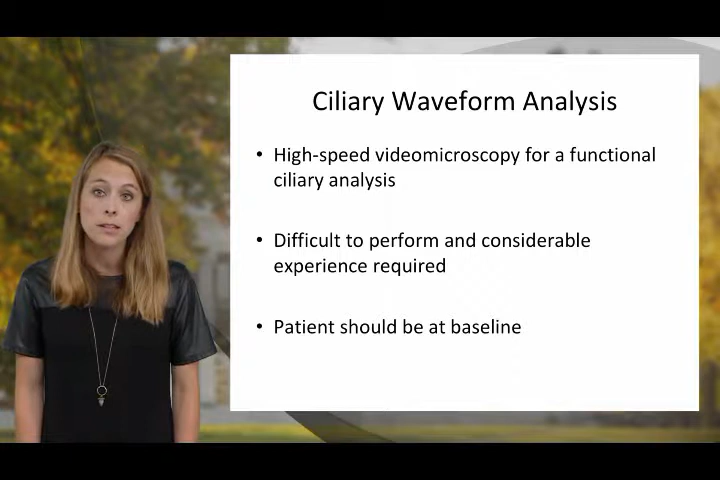 Ciliary Waveform Analysis
• High-speed videomicroscopy for a functional
ciliary analysis
• Difficult to perform and considerable
experience required
• Patient should be at baseline